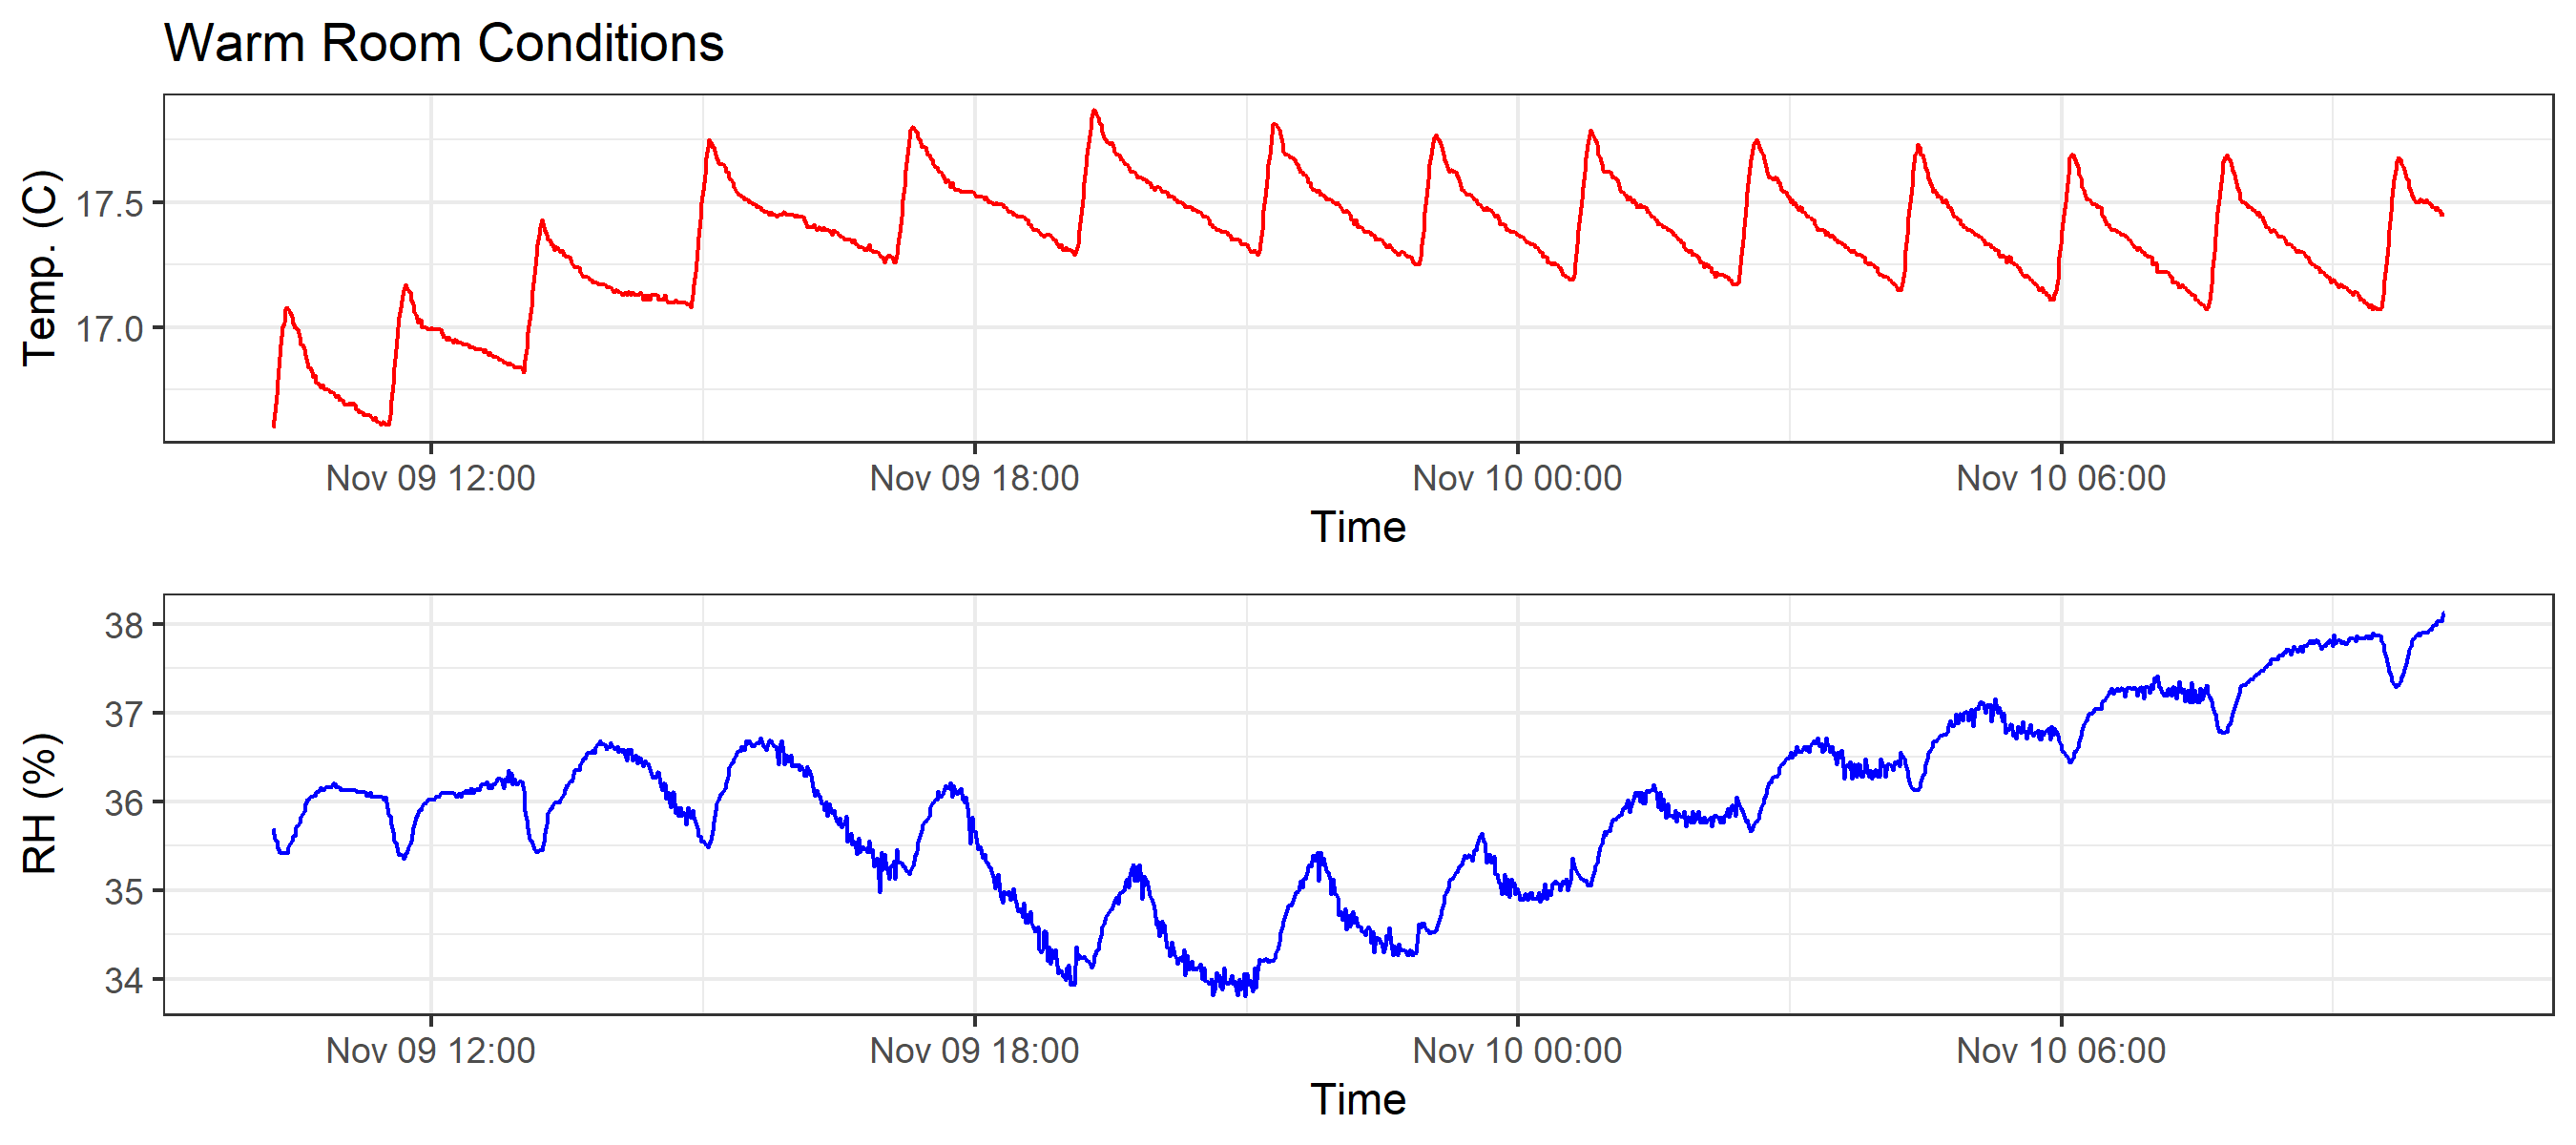 Warm Room Conditions
Temp. (C)
17.5
17.0
Nov 09 12:00 Nov 09 18:00 Nov 10 00:00 Nov 10 06:00
Time
RH (%)
38
37
36
35
34
Nov 09 12:00 Nov 09 18:00 Nov 10 00:00 Nov 10 06:00
Time